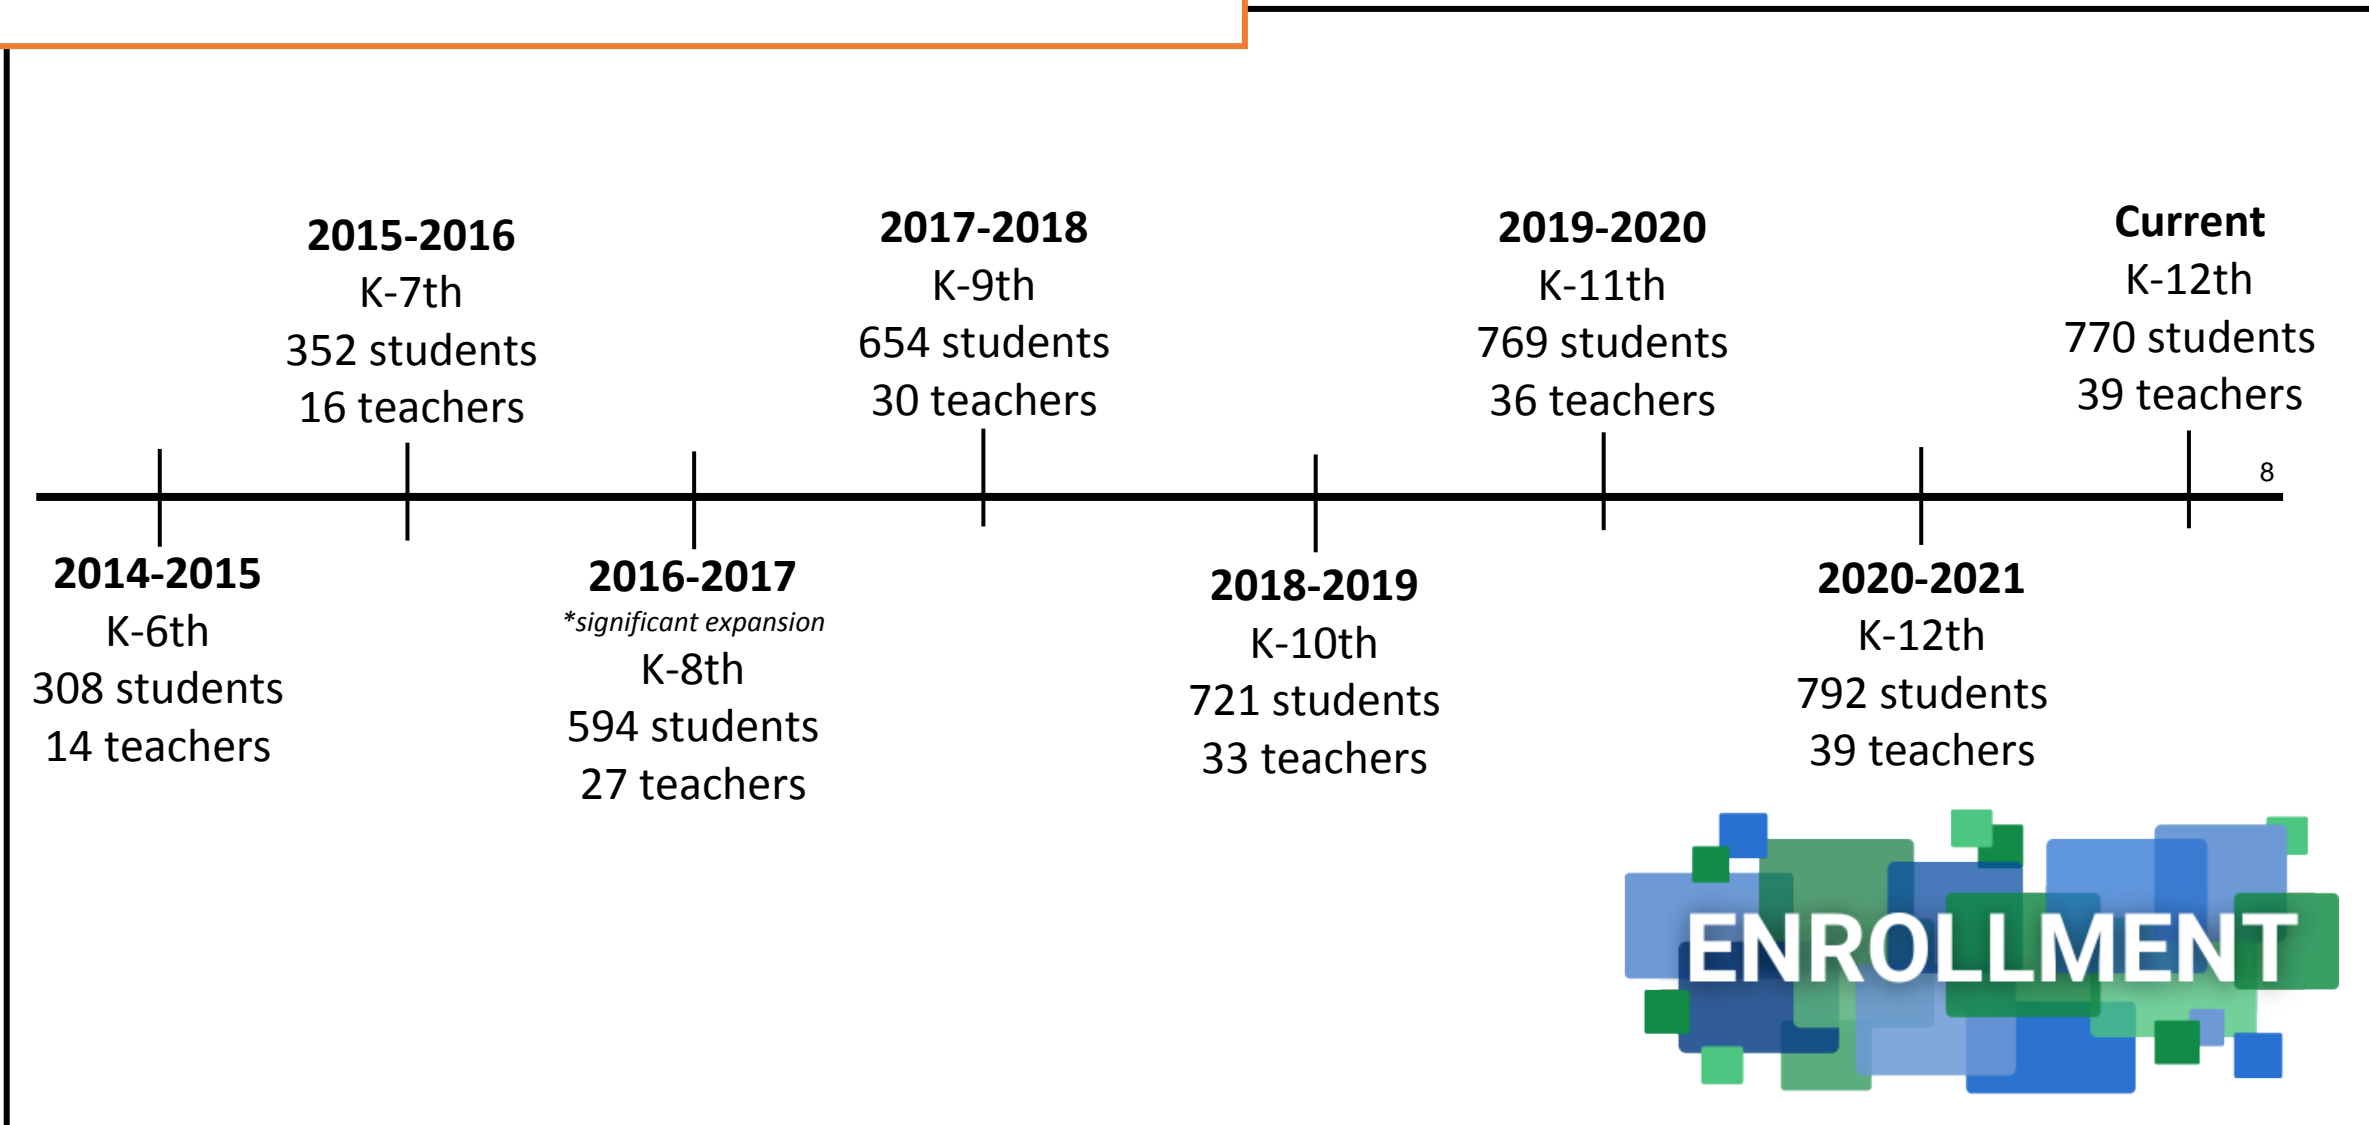 2015-2016
K-7th
352 students
16 teachers
2017-2018
K-9th
654 students
30 teachers
2019-2020
K-11th
769 students
36 teachers
Current
K-12th
770 students
39 teachers
8
2014-2015
K-6th
308 students
14 teachers
2016-2017
*significant expansion
K-8th
594 students
27 teachers
2018-2019
K-10th
721 students
33 teachers
2020-2021
K-12th
792 students
39 teachers
ENROLLMENT